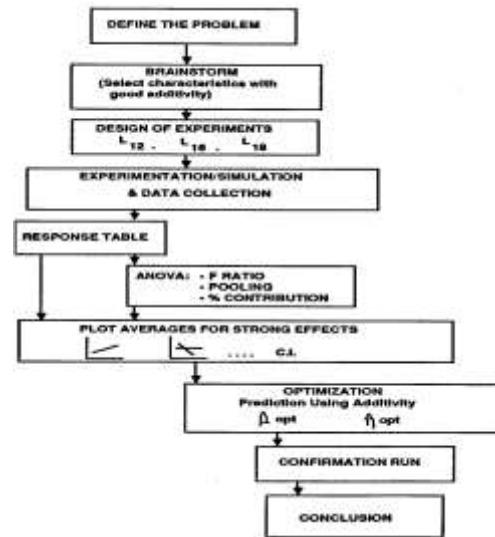 DEFINE THE PROBLEM
BRAINSTORM
(Select characteristics with
good additivity)
DESIGN OF EXPERIMENTS
L12 . L16 . L18
EXPERIMENTATION/SIMULATION
& DATA COLLECTION
RESPONSE TABLE
ANOVA: - F RATIO
- POOLING
- % CONTRIBUTION
PLOT AVERAGES FOR STRONG EFFECTS
.... C.I.
OPTIMIZATION
Prediction Using Additivity
opt opt
CONFIRMATION RUN
CONCLUSION